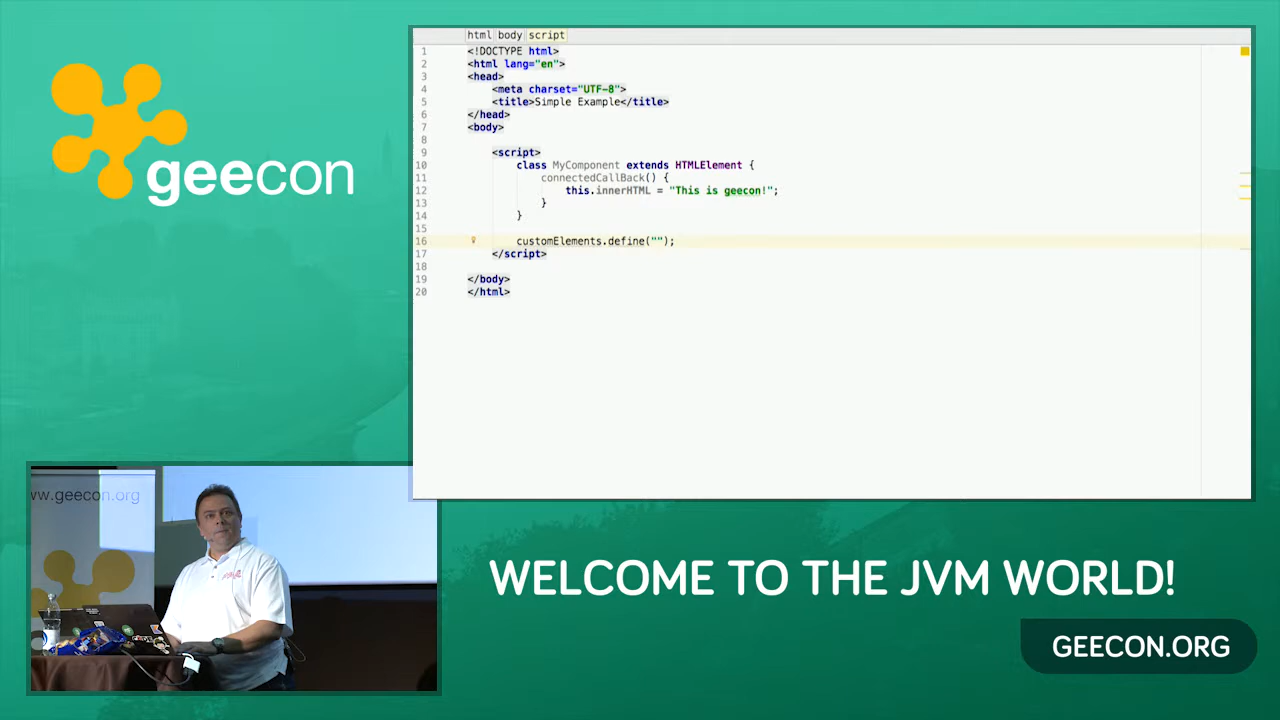 geecon
html body script
1 <!DOCTYPE html>
2 <html lang="en">
3 <head>
4 <meta charset="UTF-8">
5 <title>Simple Example</title>
6 </head>
7 <body>
8
9 <script>
10 class MyComponent extends HTMLElement {
11 connectedCallBack() {
12 this.innerHTML = "This is geecon!";
13 }
14 }
15
16 customElements.define("");
17 </script>
18
19 </body>
20 </html>
ww.geecon.org
WELCOME TO THE JVM WORLD!
GEECON.ORG